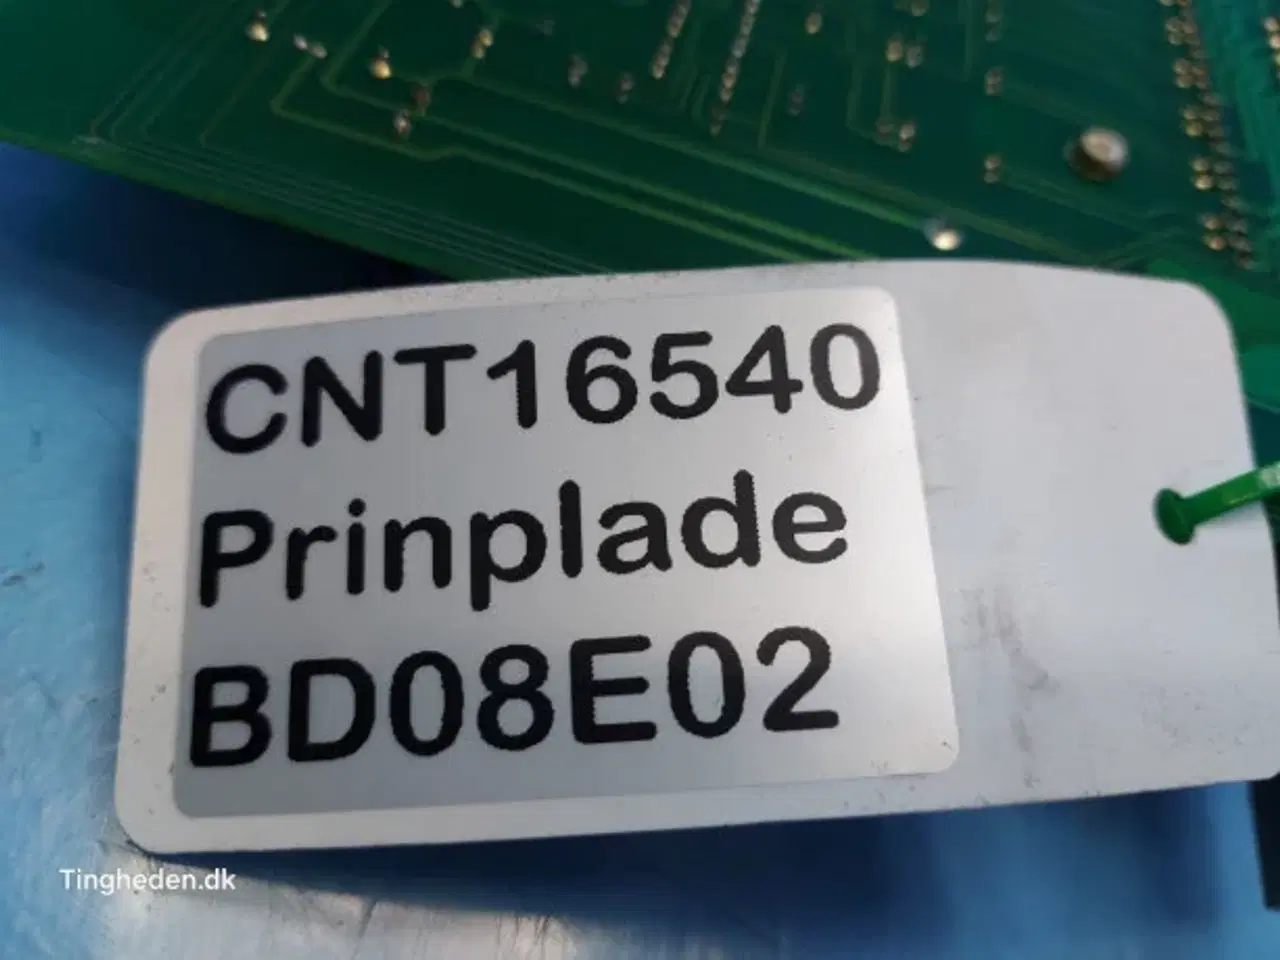 CNT16540
Prinplade
BD08E02
Tingheden.dk